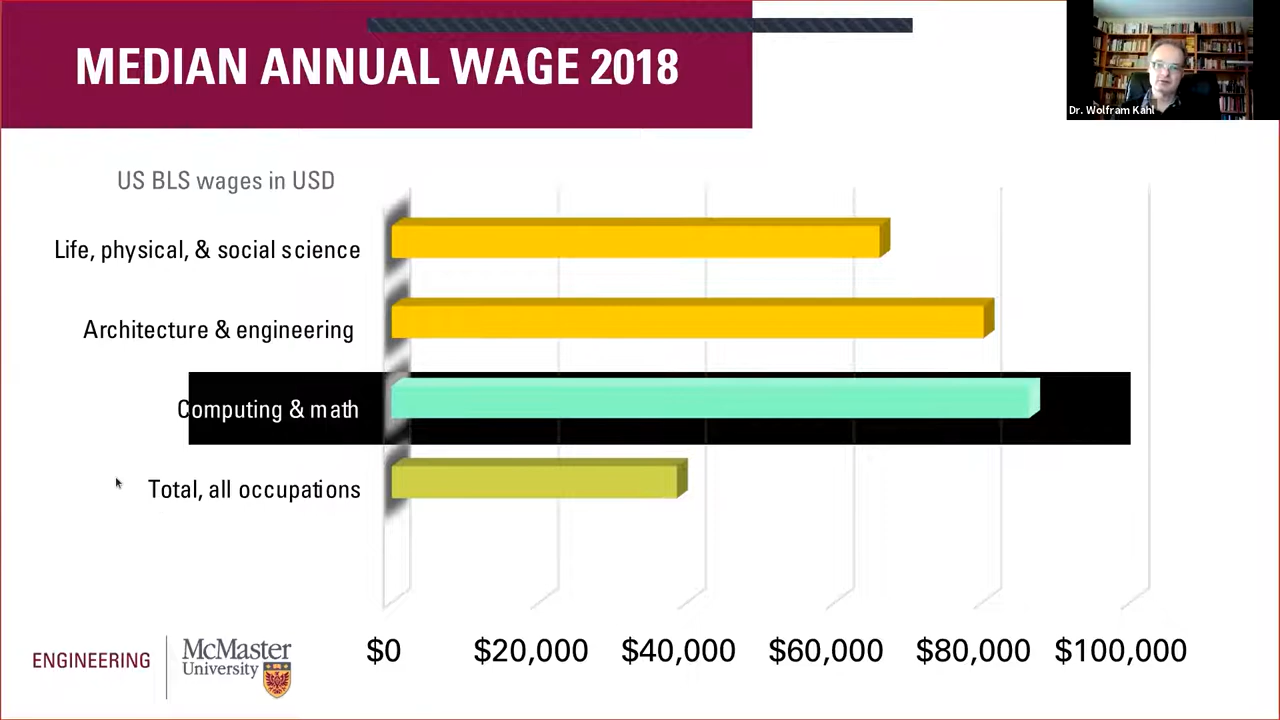 MEDIAN ANNUAL WAGE 2018
Dr. Wolfram Kahl
US BLS wages in USD
Life, physical, & social science
Architecture & engineering
Computing & math
Total, all occupations
$0
$20,000
$40,000
$60,000
$80,000
$100,000
ENGINEERING
McMaster
University